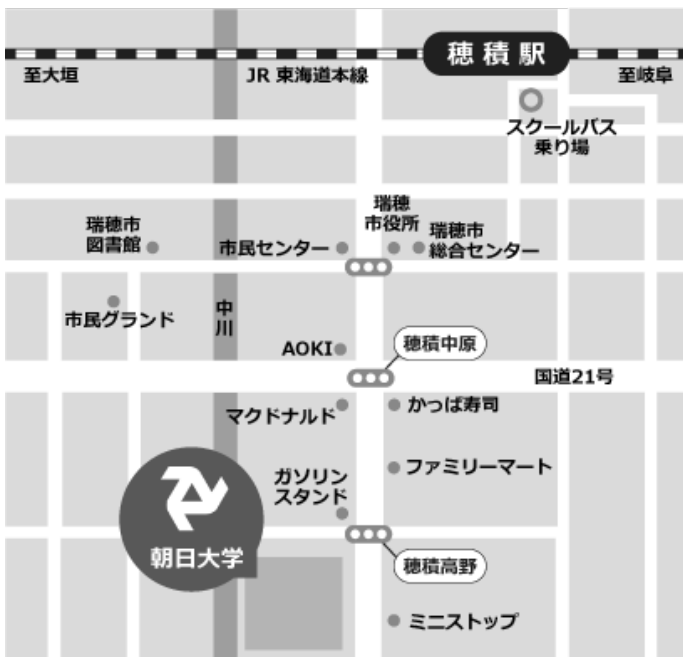 穂積駅
至大垣
JR 東海道本線
至岐阜
スクールバス
乗り場
瑞穂市
図書館
市民センター
瑞穂
市役所
瑞穂市
総合センター
市民グランド
中
川
AOKI
穂積中原
国道21号
マクドナルド
かっぱ寿司
ガソリン
スタンド
ファミリーマート
朝日大学
穂積高野
ミニストップ